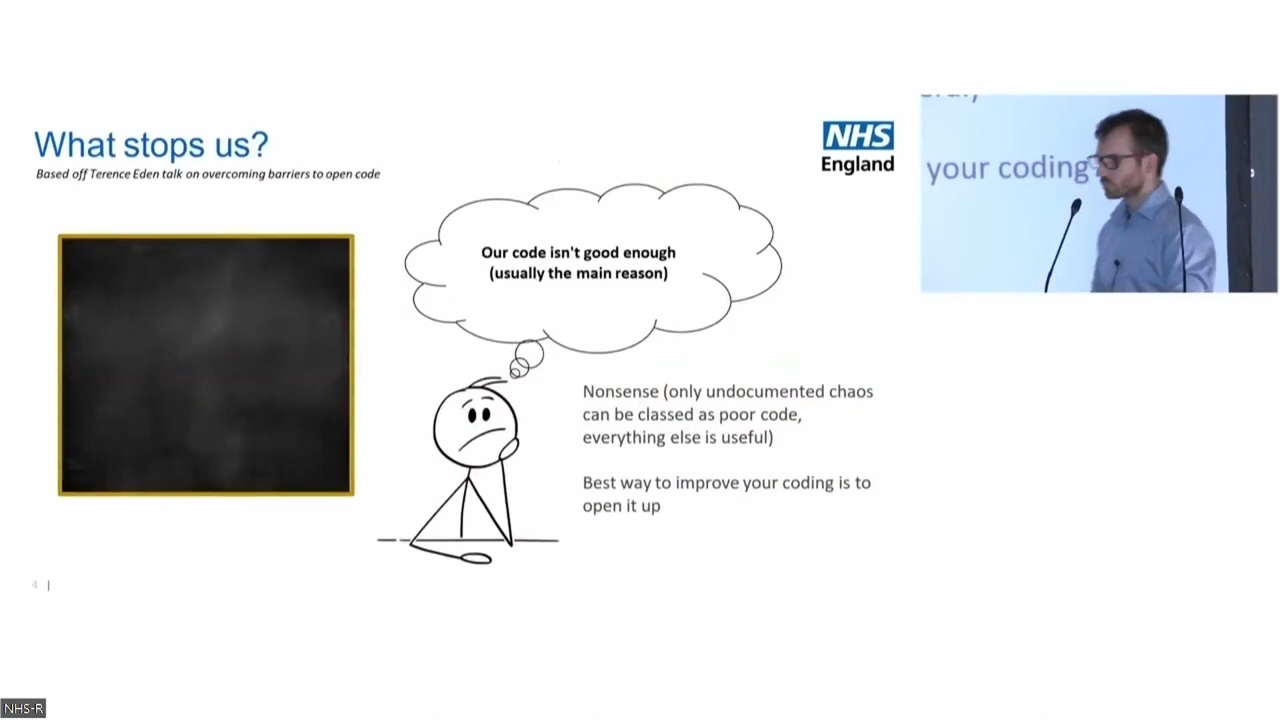 What stops us?
Based off Terence Eden talk on overcoming barriers to open code
NHS
England
your coding
Our code isn't good enough
(usually the main reason)
Nonsense (only undocumented chaos
can be classed as poor code,
everything else is useful)
Best way to improve your coding is to
open it up
4 |
NHS-R